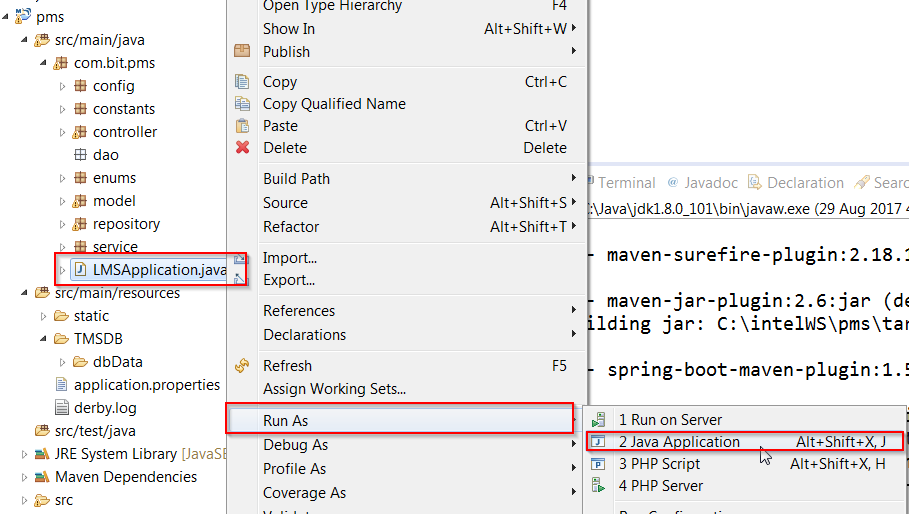 pms
src/main/java
com.bit.pms
config
constants
controller
dao
enums
model
repository
service
LMSApplication.java
src/main/resources
static
TMSDB
dbData
application.properties
derby.log
src/test/java
JRE System Library [JavaSE
Maven Dependencies
src
Open Type Hierarchy F4
Show In Alt+Shift+W
Publish
Copy Ctrl+C
Copy Qualified Name
Paste Ctrl+V
Delete Delete
Build Path
Source Alt+Shift+S
Refactor Alt+Shift+T
Import...
Export...
References
Declarations
Refresh F5
Assign Working Sets...
Run As
Debug As
Profile As
Coverage As
1 Run on Server
2 Java Application Alt+Shift+X, J
3 PHP Script Alt+Shift+X, H
4 PHP Server
Terminal @ Javadoc Declaration Searc
:\Java\jdk1.8.0_101\bin\javaw.exe (29 Aug 2017 4
- maven-surefire-plugin:2.18.1
- maven-jar-plugin:2.6:jar (de
ilding jar: C:\intelWS\pms\tar
- spring-boot-maven-plugin:1.5